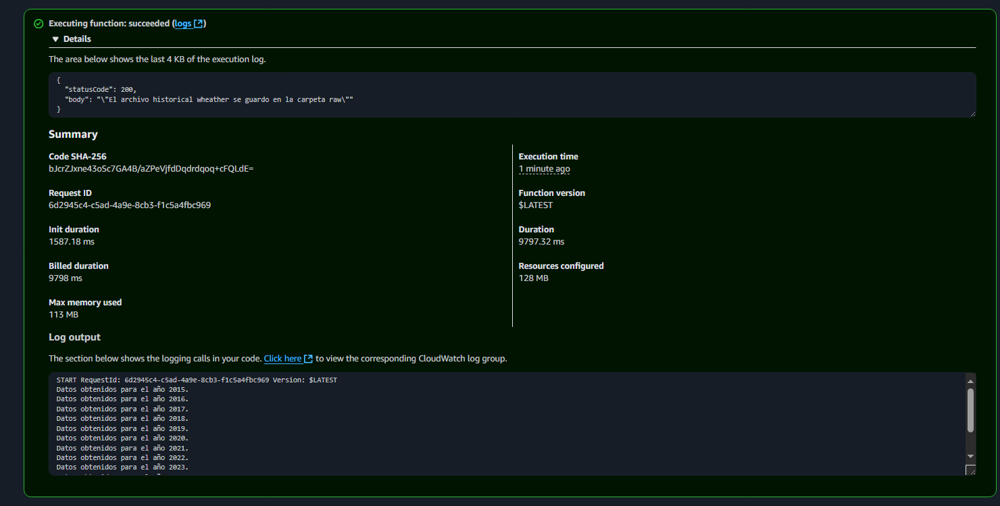 Executing function: succeeded (logs)
Details
The area below shows the last 4 KB of the execution log.
{
"statusCode": 200,
"body": "\"El archivo historical wheather se guardo en la carpeta raw\""
}
Summary
Code SHA-256
bJcrZJxne43oSc7GA4B/aZPeVjfdDqdrdqoq+cFQLdE=
Execution time
1 minute ago
Request ID
6d2945c4-c5ad-4a9e-8cb3-f1c5a4fbc969
Function version
$LATEST
Init duration
1587.18 ms
Duration
9797.32 ms
Billed duration
9798 ms
Resources configured
128 MB
Max memory used
113 MB
Log output
The section below shows the logging calls in your code. Click here to view the corresponding CloudWatch log group.
START RequestId: 6d2945c4-c5ad-4a9e-8cb3-f1c5a4fbc969 Version: $LATEST
Datos obtenidos para el año 2015.
Datos obtenidos para el año 2016.
Datos obtenidos para el año 2017.
Datos obtenidos para el año 2018.
Datos obtenidos para el año 2019.
Datos obtenidos para el año 2020.
Datos obtenidos para el año 2021.
Datos obtenidos para el año 2022.
Datos obtenidos para el año 2023.